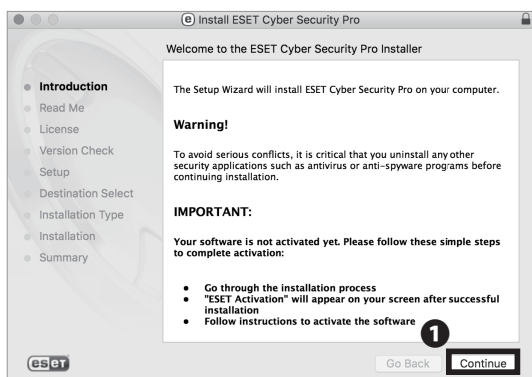 Install ESET Cyber Security Pro
Welcome to the ESET Cyber Security Pro Installer
Introduction
Read Me
License
Version Check
Setup
Destination Select
Installation Type
Installation
Summary
The Setup Wizard will install ESET Cyber Security Pro on your computer.
Warning!
To avoid serious conflicts, it is critical that you uninstall any other
security applications such as antivirus or anti-spyware programs before
continuing installation.
IMPORTANT:
Your software is not activated yet. Please follow these simple steps
to complete activation:
• Go through the installation process
• "ESET Activation" will appear on your screen after successful
installation
• Follow instructions to activate the software
1
eset
Go Back
Continue